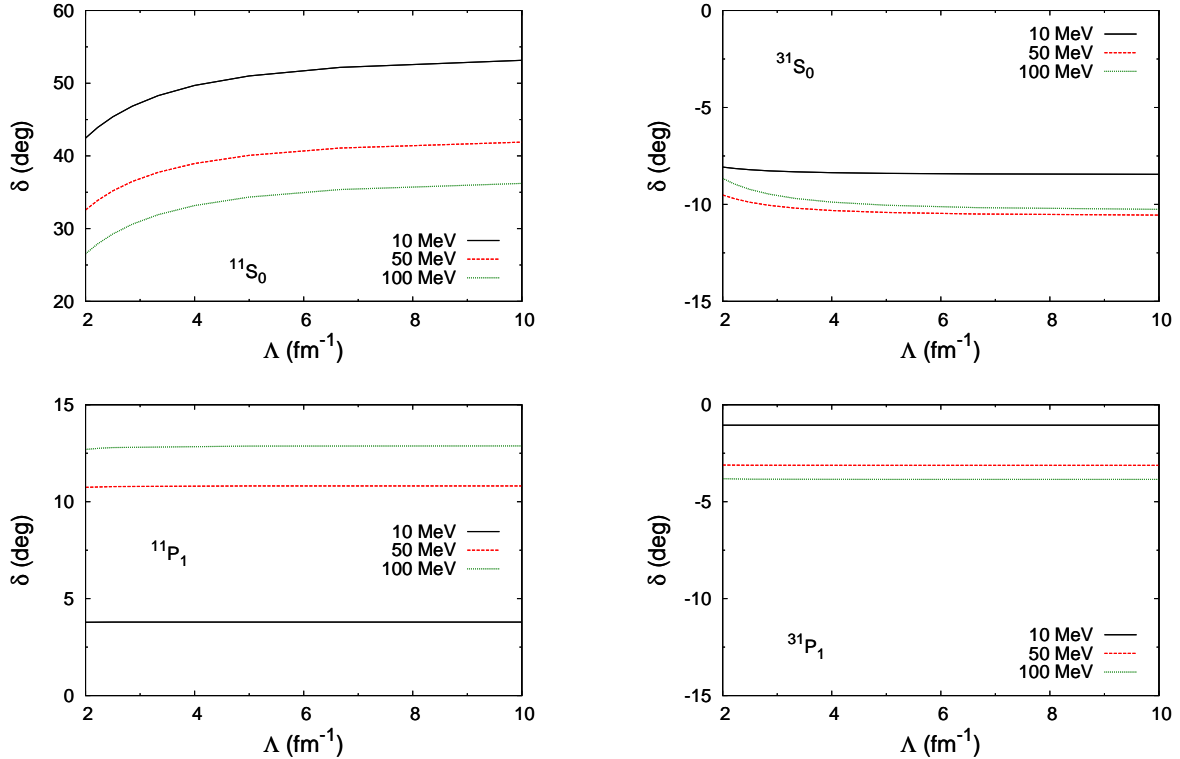 60
50
40
30
20
δ (deg)
10 MeV
50 MeV
100 MeV
¹¹S₀
2 4 6 8 10
Λ (fm⁻¹)
0
-5
-10
-15
δ (deg)
10 MeV
50 MeV
100 MeV
³¹S₀
2 4 6 8 10
Λ (fm⁻¹)
15
10
5
0
δ (deg)
10 MeV
50 MeV
100 MeV
¹¹P₁
2 4 6 8 10
Λ (fm⁻¹)
0
-5
-10
-15
δ (deg)
10 MeV
50 MeV
100 MeV
³¹P₁
2 4 6 8 10
Λ (fm⁻¹)